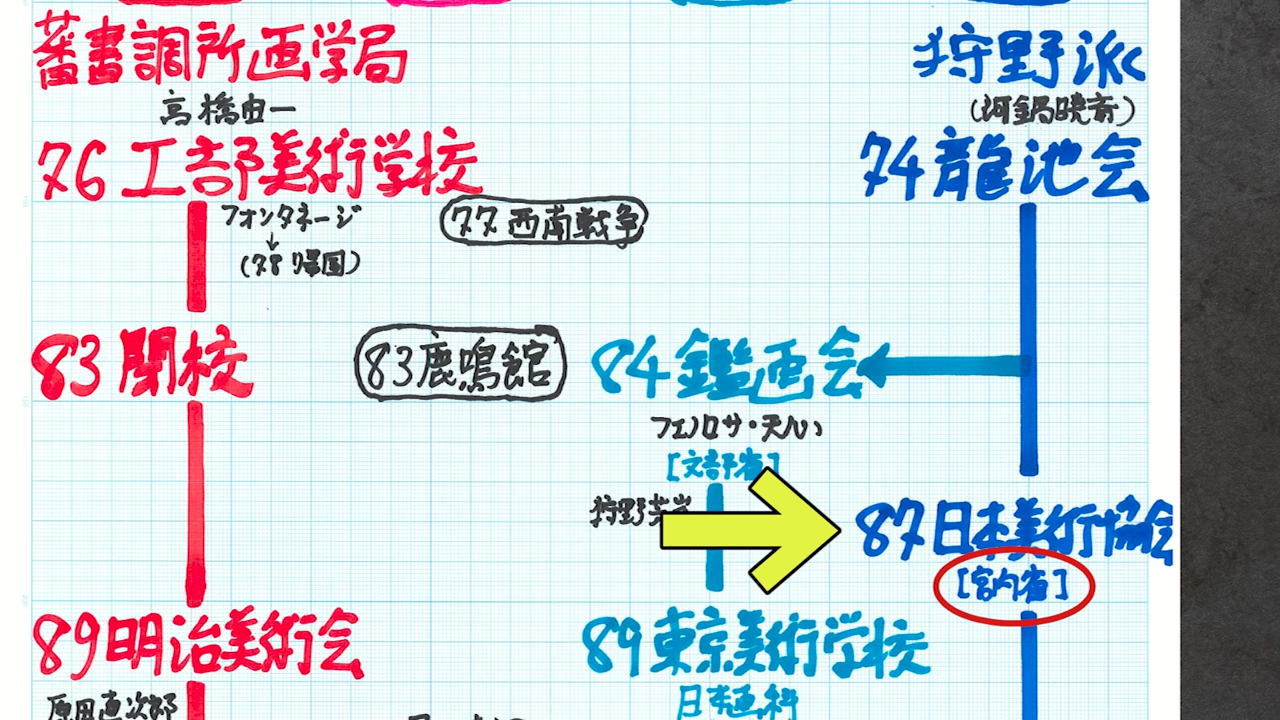 蕃書調所画学局
高橋由一
狩野派
(河鍋暁斎)
76 工部美術学校
フォンタネージ
↓
(78 帰国)
77 西南戦争
74 龍池会
83 閉校
83 鹿鳴館
84 鑑画会
フェノロサ・天心
[文部省]
狩野芳崖
87 日本美術協会
[宮内省]
89 明治美術会
原田直次郎
89 東京美術学校
日本画科